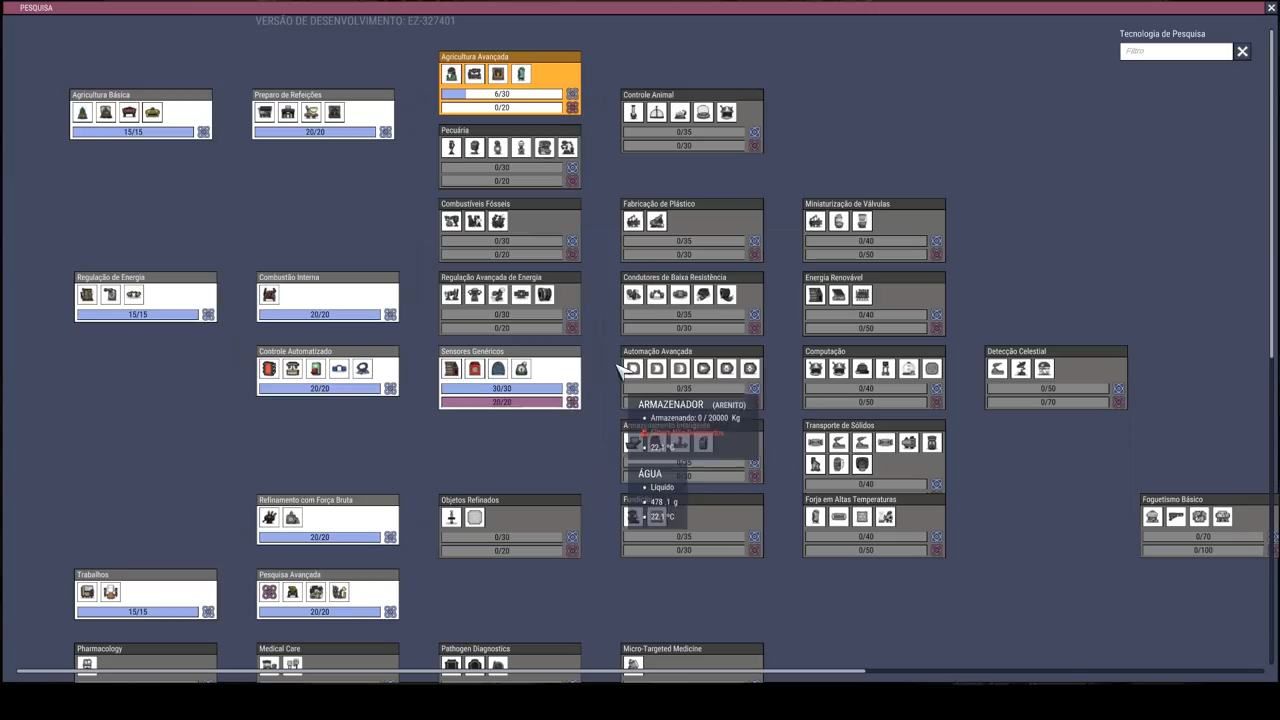 PESQUISA
VERSÃO DE DESENVOLVIMENTO: EZ-327401
Tecnologia de Pesquisa
Filtro
Agricultura Avançada
6/30
0/20
Agricultura Básica
15/15
Preparo de Refeições
20/20
Controle Animal
0/35
0/30
Pecuária
0/30
0/20
Combustíveis Fósseis
0/30
0/20
Fabricação de Plástico
0/35
0/30
Miniaturização de Válvulas
0/40
0/50
Regulação de Energia
15/15
Combustão Interna
20/20
Regulação Avançada de Energia
0/30
0/20
Condutores de Baixa Resistência
0/35
0/30
Energia Renovável
0/40
0/50
Controle Automatizado
20/20
Sensores Genéricos
30/30
20/20
Automação Avançada
0/35
Computação
0/40
0/50
Detecção Celestial
0/50
0/70
ARMAZENADOR (ARENITO)
Armazenando: 0 / 20000 Kg
22.1 ºC
ÁGUA
Líquido
478 .1 g
22.1 ºC
Transporte de Sólidos
0/40
Refinamento com Força Bruta
20/20
Objetos Refinados
0/30
0/20
0/35
0/30
Forja em Altas Temperaturas
0/40
0/50
Foguetismo Básico
0/70
0/100
Trabalhos
15/15
Pesquisa Avançada
20/20
Pharmacology
Medical Care
Pathogen Diagnostics
Micro-Targeted Medicine